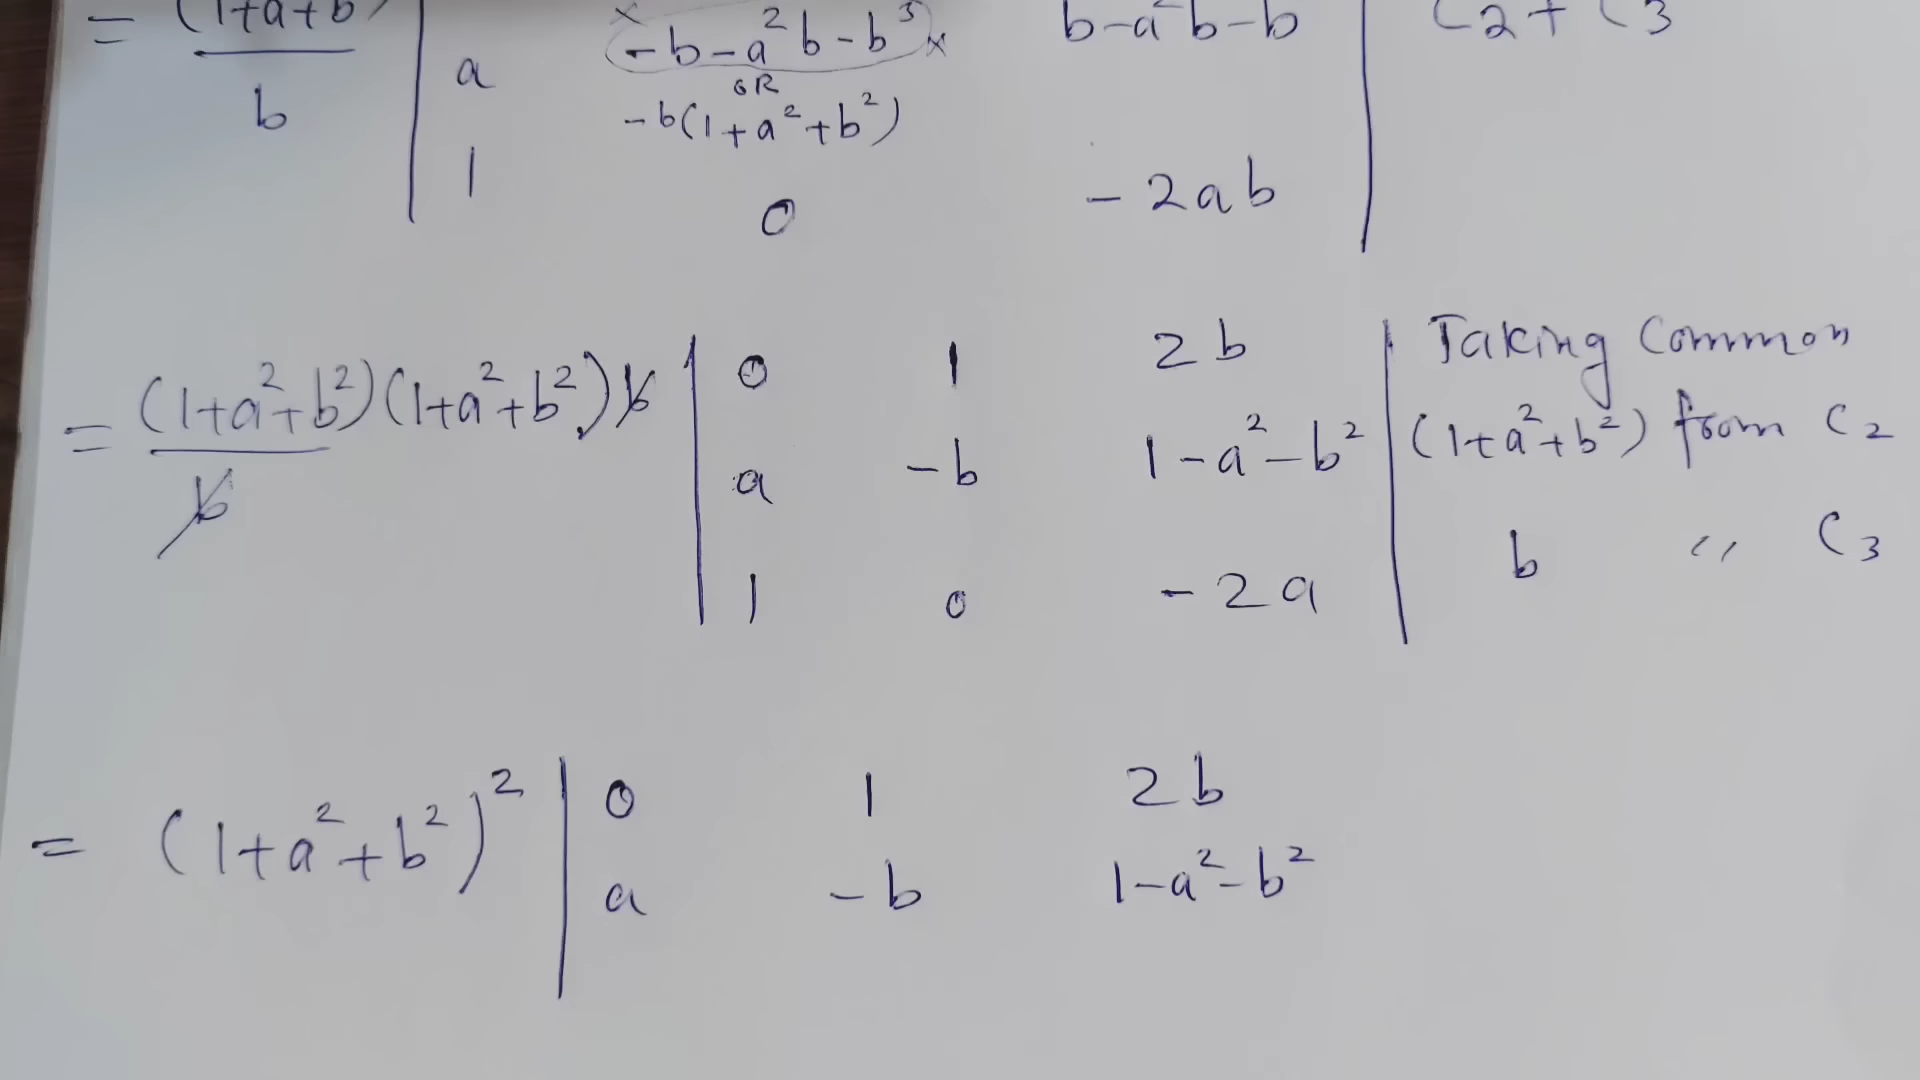 = (1+a+b) / b | a -b-a²b-b³ b-a²b-b | C2 + C3
OR
-b(1+a²+b²)
1 0 -2ab
= (1+a²+b²)(1+a²+b²)b / b | 0 1 2b | Taking Common
a -b 1-a²-b² | (1+a²+b²) from C2
1 0 -2a | b 〃 C3
= (1+a²+b²)² | 0 1 2b
a -b 1-a²-b²